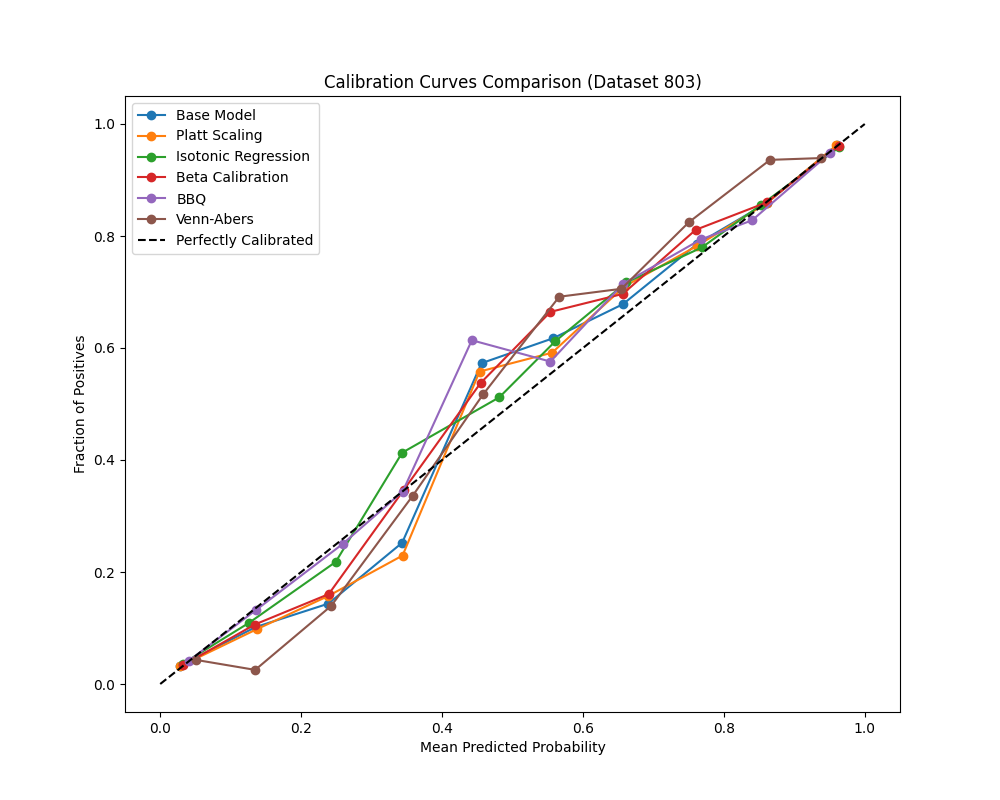 Calibration Curves Comparison (Dataset 803)
Base Model
Platt Scaling
Isotonic Regression
Beta Calibration
BBQ
Venn-Abers
Perfectly Calibrated
1.0
0.8
0.6
0.4
0.2
0.0
Fraction of Positives
0.0 0.2 0.4 0.6 0.8 1.0
Mean Predicted Probability